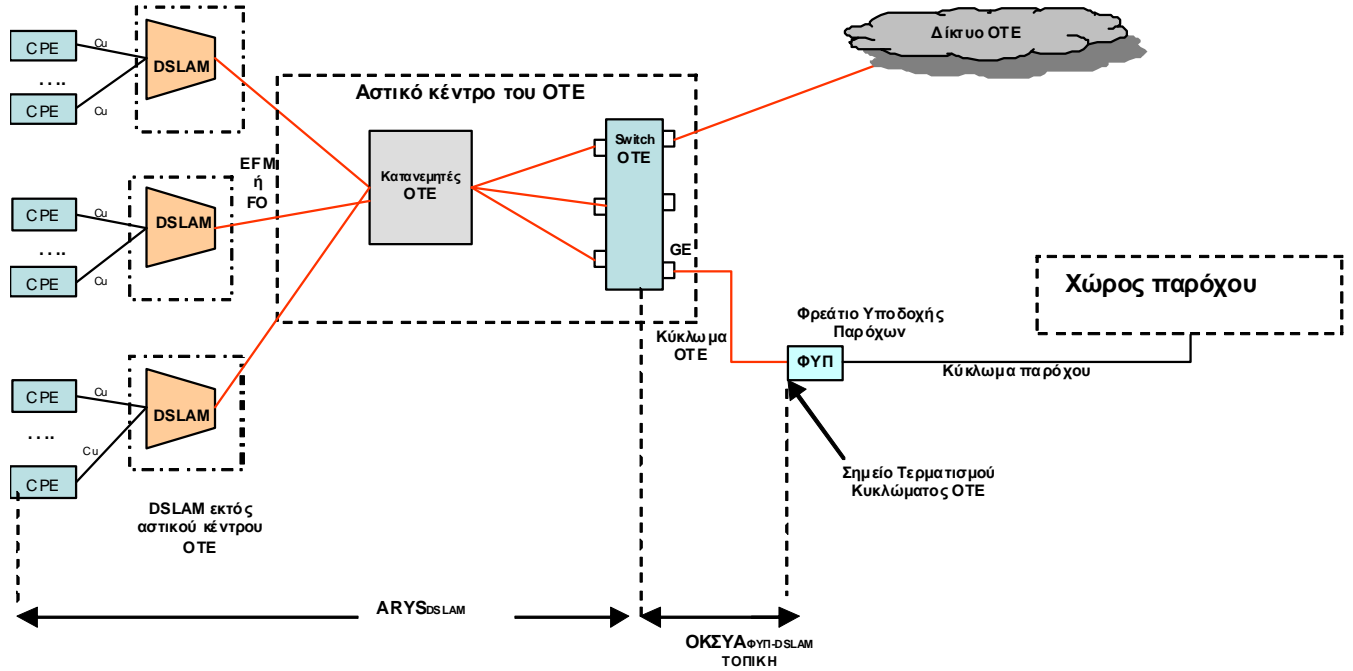 CPE
Cu
....
CPE
Cu
DSLAM
Δίκτυο ΟΤΕ
Αστικό κέντρο του ΟΤΕ
EFM
ή
FO
Κατανεμητές
ΟΤΕ
Switch
ΟΤΕ
CPE
Cu
....
CPE
Cu
DSLAM
GE
Κύκλωμα
ΟΤΕ
Φρεάτιο Υποδοχής
Παρόχων
ΦΥΠ
Χώρος παρόχου
Κύκλωμα παρόχου
CPE
Cu
....
CPE
Cu
DSLAM
Σημείο Τερματισμού
Κυκλώματος ΟΤΕ
DSLAM εκτός
αστικού κέντρου
ΟΤΕ
ARYSDSLAM
ΟΚΣΥΑΦΥΠ-DSLAM
ΤΟΠΙΚΗ